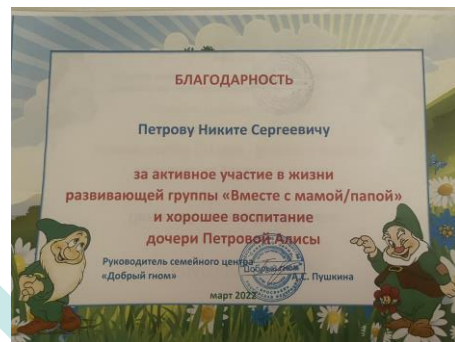 БЛАГОДАРНОСТЬ
Петрову Никите Сергеевичу
за активное участие в жизни
развивающей группы «Вместе с мамой/папой»
и хорошее воспитание
дочери Петровой Алисы
Руководитель семейного центра
«Добрый гном» А.С. Пушкина
март 2022